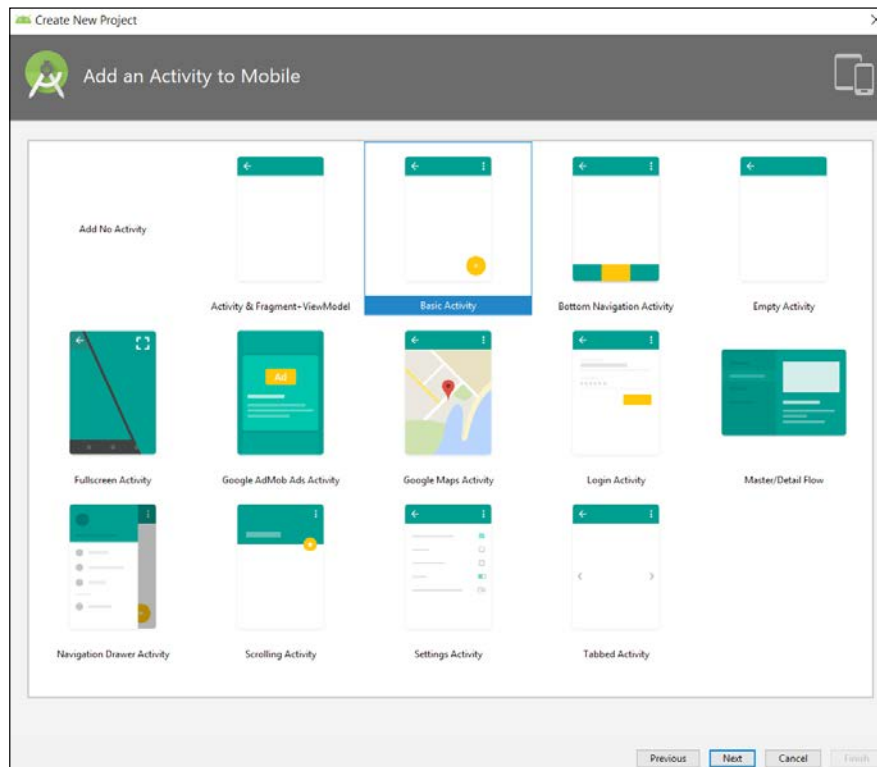 Create New Project
Add an Activity to Mobile
Add No Activity
Activity & Fragment+ViewModel
Basic Activity
Bottom Navigation Activity
Empty Activity
Ad
Fullscreen Activity
Google AdMob Ads Activity
Google Maps Activity
Login Activity
Master/Detail Flow
Navigation Drawer Activity
Scrolling Activity
Settings Activity
Tabbed Activity
Previous
Next
Cancel
Finish